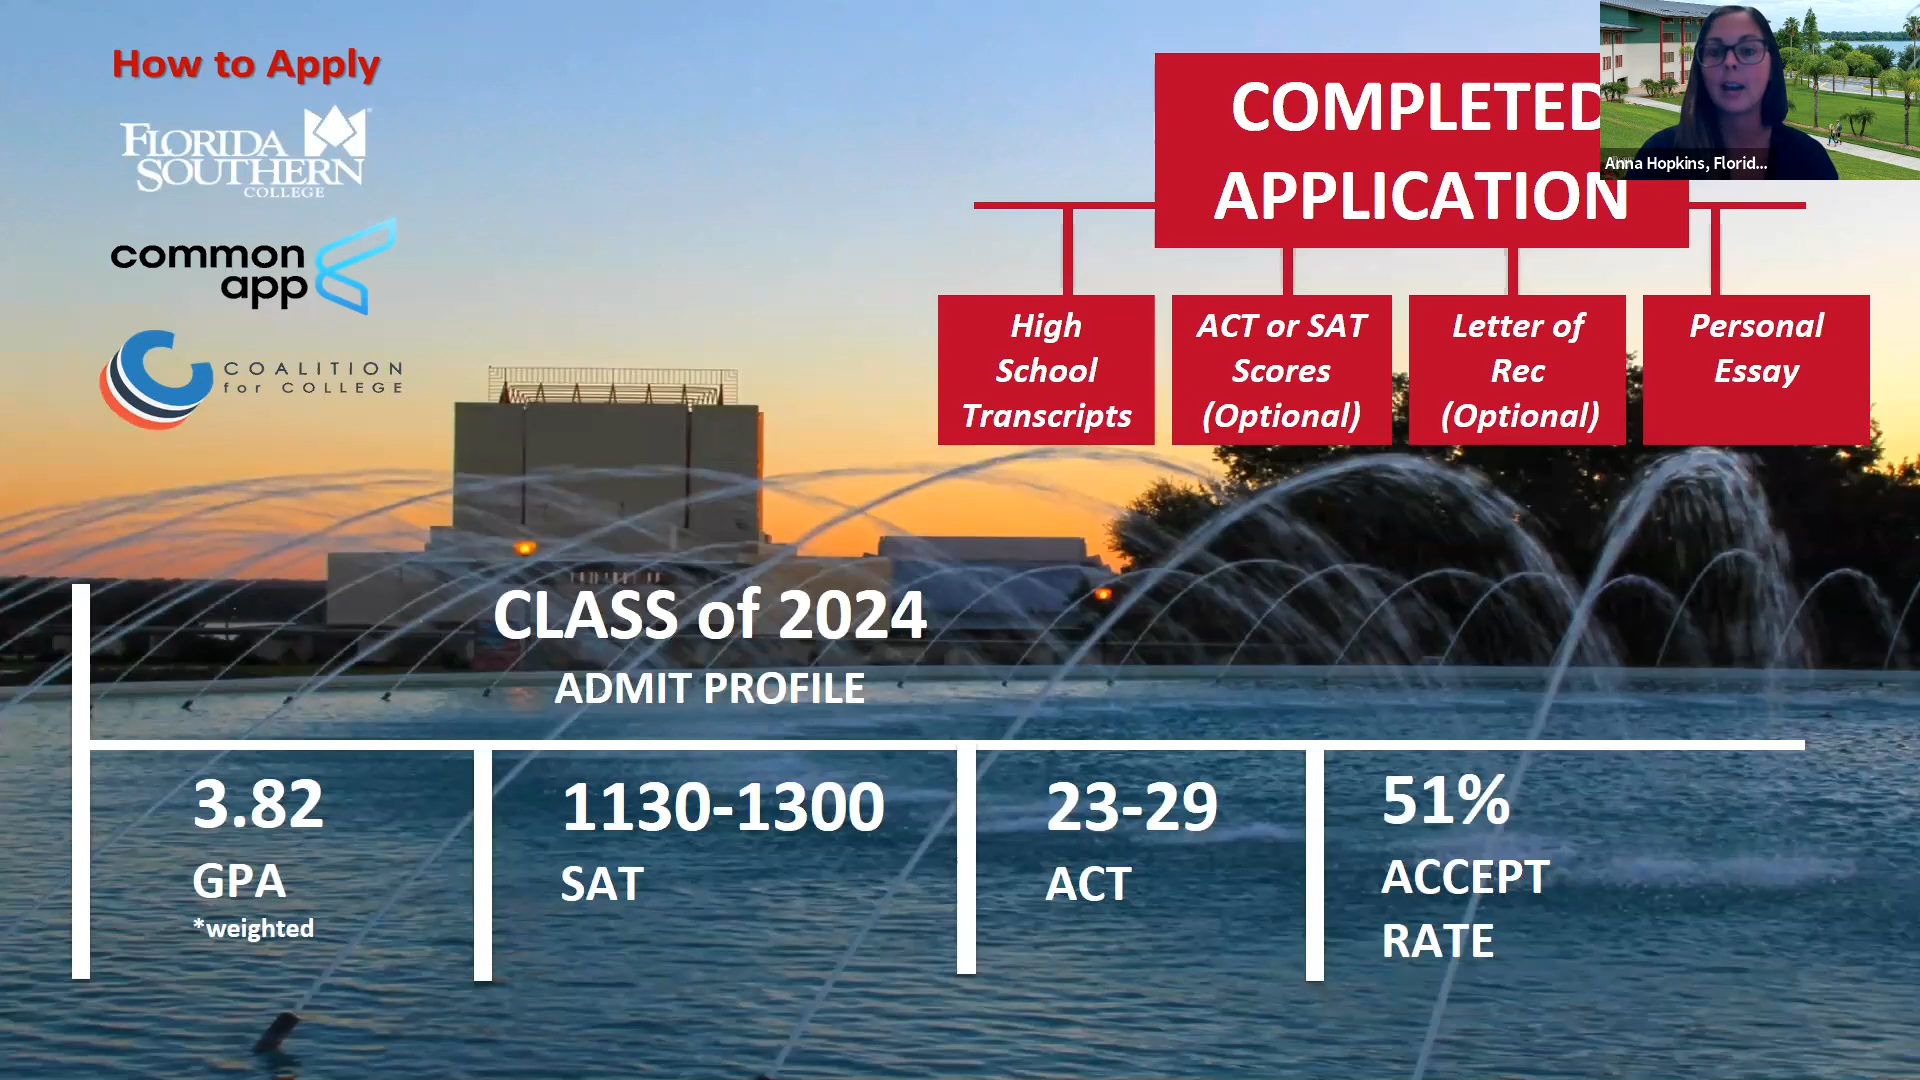 How to Apply
FLORIDA
SOUTHERN
COLLEGE
common
app
COALITION
for COLLEGE
COMPLETED
APPLICATION
Anna Hopkins, Florid...
High
School
Transcripts
ACT or SAT
Scores
(Optional)
Letter of
Rec
(Optional)
Personal
Essay
CLASS of 2024
ADMIT PROFILE
3.82
GPA
*weighted
1130-1300
SAT
23-29
ACT
51%
ACCEPT
RATE